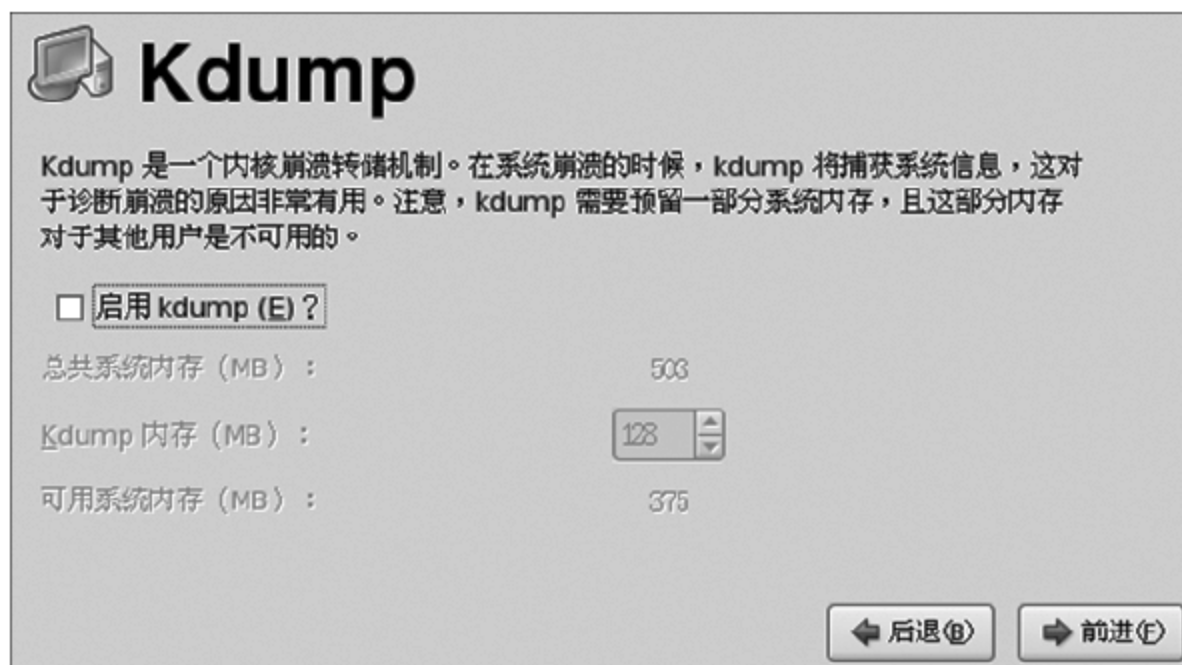 Kdump
Kdump 是一个内核崩溃转储机制。在系统崩溃的时候，kdump 将捕获系统信息，这对
于诊断崩溃的原因非常有用。注意，kdump 需要预留一部分系统内存，且这部分内存
对于其他用户是不可用的。
启用 kdump (E)？
总共系统内存（MB）： 503
Kdump 内存（MB）： 128
可用系统内存（MB）： 375
后退(B) 前进(F)